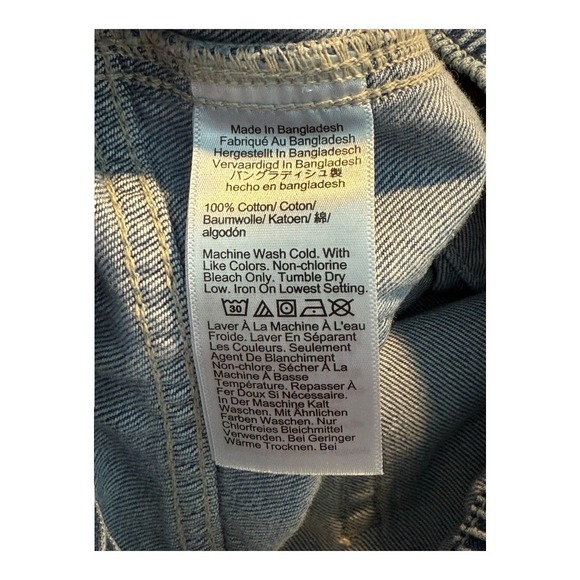 Made In Bangladesh
Fabriqué Au Bangladesh
Hergestellt In Bangladesch
Vervaardigd In Bangladesh
バングラディシュ製
hecho en bangladesh
100% Cotton/ Coton/
Baumwolle/ Katoen/ 綿/
algodón
Machine Wash Cold. With
Like Colors. Non-chlorine
Bleach Only. Tumble Dry
Low. Iron On Lowest Setting.
30
Laver À La Machine À L'eau
Froide. Laver En Séparant
Les Couleurs. Seulement
Agent De Blanchiment
Non-chlore. Sécher À La
Machine À Basse
Température. Repasser À
Fer Doux Si Nécessaire.
In Der Maschine Kalt
Waschen. Mit Ähnlichen
Farben Waschen. Nur
Chlorfreies Bleichmittel
Verwenden. Bei Geringer
Wärme Trocknen. Bei